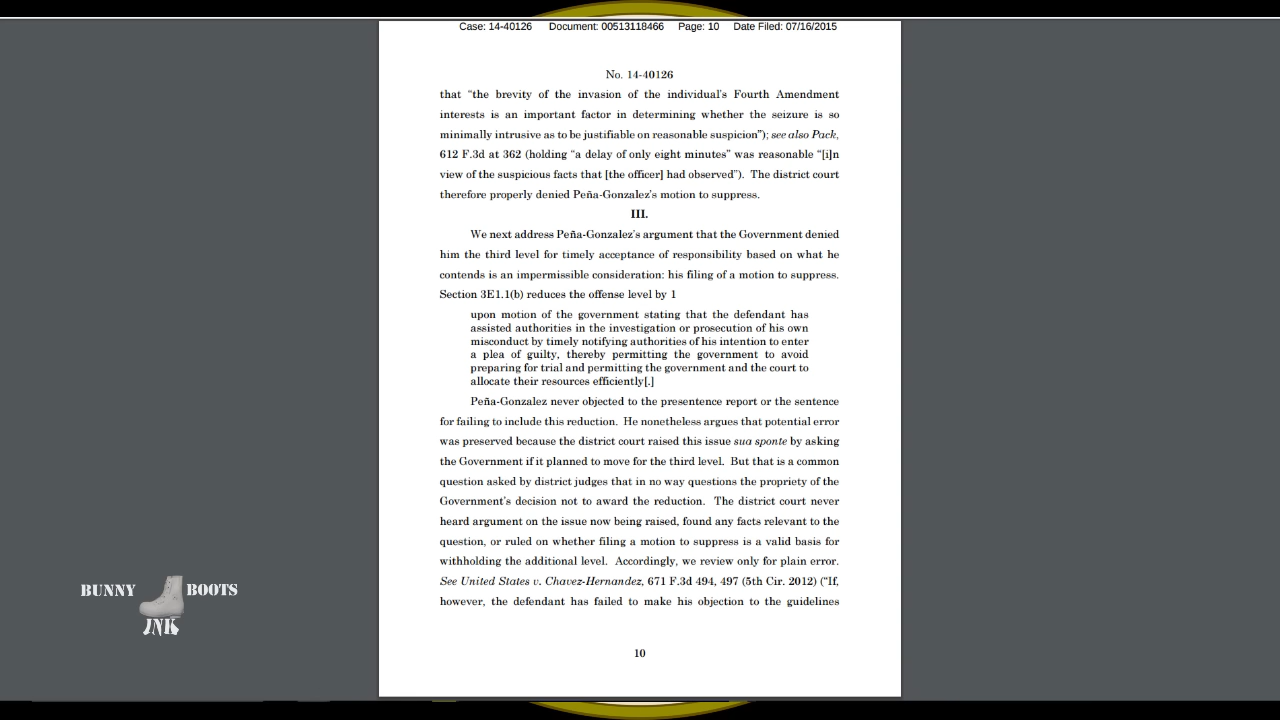 Case: 14-40126 Document: 00513118466 Page: 10 Date Filed: 07/16/2015
No. 14-40126
that “the brevity of the invasion of the individual’s Fourth Amendment
interests is an important factor in determining whether the seizure is so
minimally intrusive as to be justifiable on reasonable suspicion”); see also Pack,
612 F.3d at 362 (holding “a delay of only eight minutes” was reasonable “[i]n
view of the suspicious facts that [the officer] had observed”). The district court
therefore properly denied Peña-Gonzalez’s motion to suppress.
III.
We next address Peña-Gonzalez’s argument that the Government denied
him the third level for timely acceptance of responsibility based on what he
contends is an impermissible consideration: his filing of a motion to suppress.
Section 3E1.1(b) reduces the offense level by 1
upon motion of the government stating that the defendant has
assisted authorities in the investigation or prosecution of his own
misconduct by timely notifying authorities of his intention to enter
a plea of guilty, thereby permitting the government to avoid
preparing for trial and permitting the government and the court to
allocate their resources efficiently[.]
Peña-Gonzalez never objected to the presentence report or the sentence
for failing to include this reduction. He nonetheless argues that potential error
was preserved because the district court raised this issue sua sponte by asking
the Government if it planned to move for the third level. But that is a common
question asked by district judges that in no way questions the propriety of the
Government’s decision not to award the reduction. The district court never
heard argument on the issue now being raised, found any facts relevant to the
question, or ruled on whether filing a motion to suppress is a valid basis for
withholding the additional level. Accordingly, we review only for plain error.
See United States v. Chavez-Hernandez, 671 F.3d 494, 497 (5th Cir. 2012) (“If,
however, the defendant has failed to make his objection to the guidelines
10
BUNNY BOOTS
INK